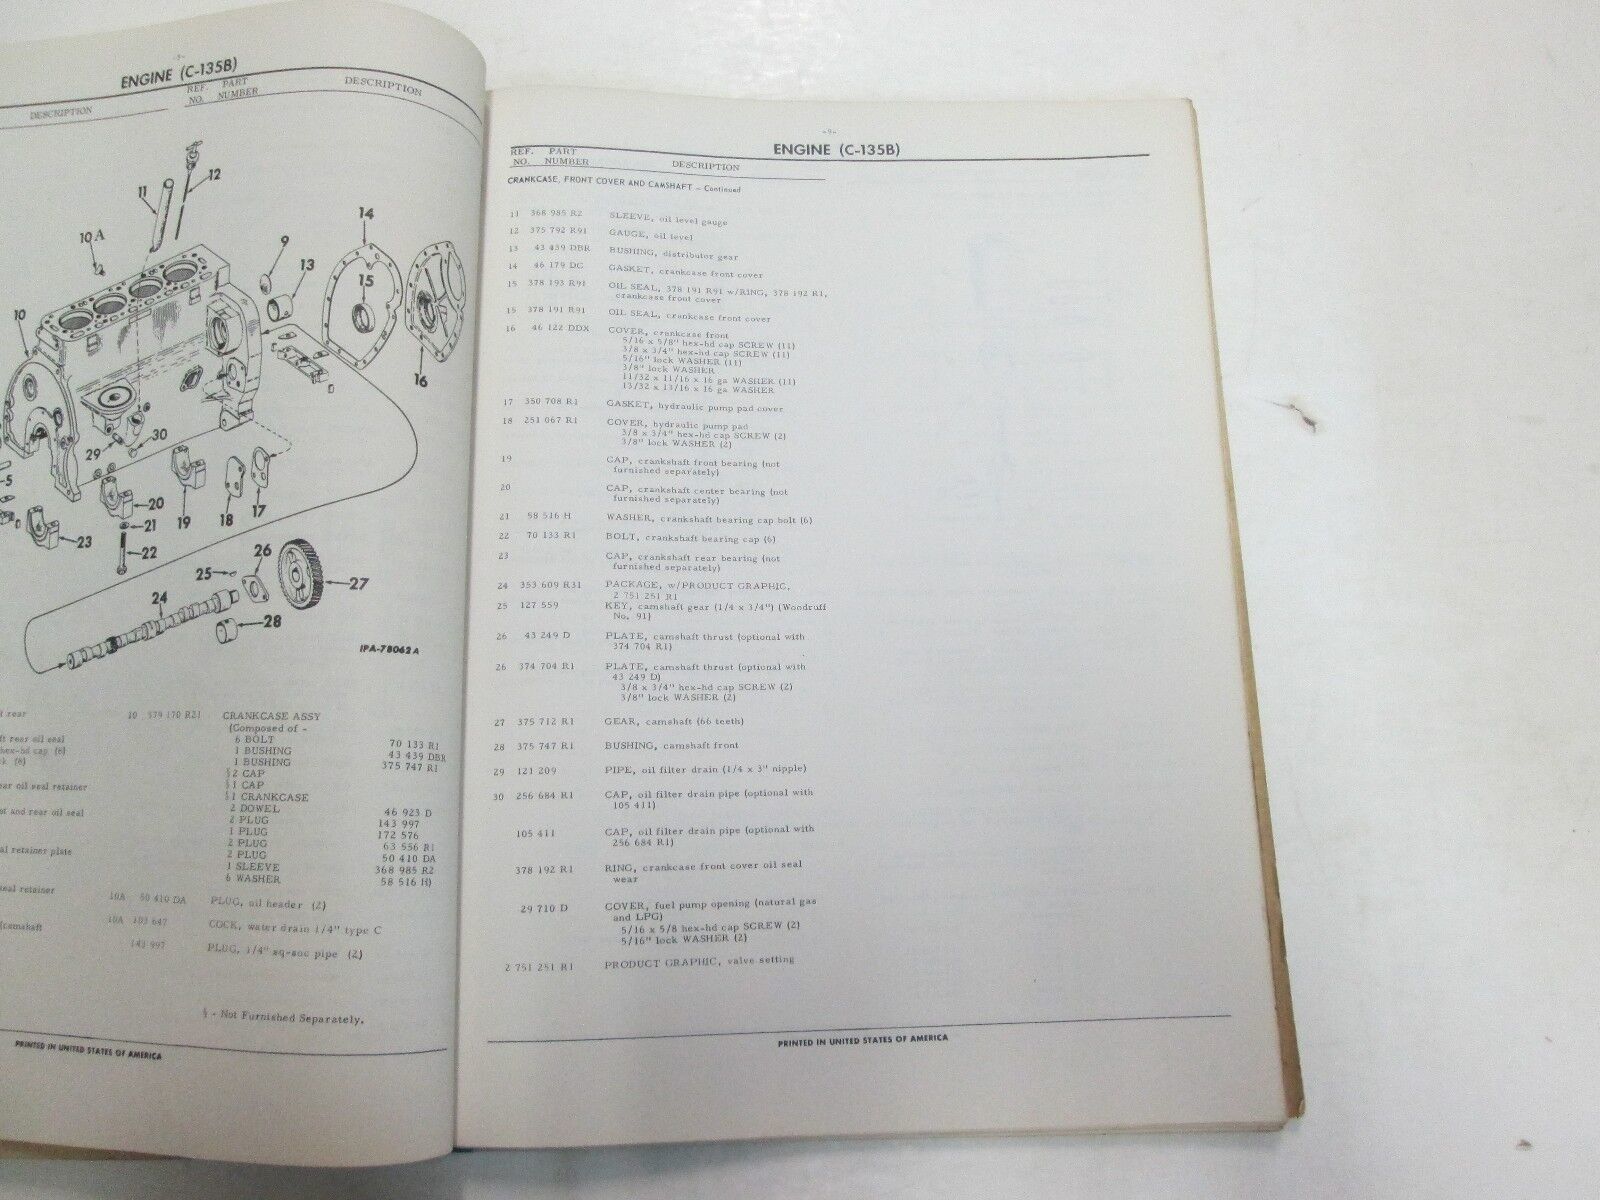 ENGINE (C-135B)
REF. PART
NO. NUMBER
DESCRIPTION
DESCRIPTION
11
12
10A
10
9
13
14
15
16
29
30
5
20
21
22
19
18
17
23
24
25
26
27
28
IPA-78062A
rear
10 579 170 R21 CRANKCASE ASSY
(Composed of -
6 BOLT 70 133 R1
1 BUSHING 43 439 DBR
1 BUSHING 375 747 R1
2 CAP
1 CAP
1 CRANKCASE
2 DOWEL 46 923 D
2 PLUG 143 997
1 PLUG 172 576
2 PLUG 63 556 R1
2 PLUG 50 410 DA
1 SLEEVE 368 985 R2
6 WASHER 58 516 H)
rear oil seal
hex-hd cap (6)
(6)
oil seal retainer
and rear oil seal
retainer plate
seal retainer
(camshaft
10A 50 410 DA PLUG, oil header (2)
10A 103 647 COCK, water drain 1/4" type C
143 997 PLUG, 1/4" sq-soc pipe (2)
- Not Furnished Separately.
PRINTED IN UNITED STATES OF AMERICA
-9-
ENGINE (C-135B)
REF. PART
NO. NUMBER DESCRIPTION
CRANKCASE, FRONT COVER AND CAMSHAFT - Continued
11 368 985 R2 SLEEVE, oil level gauge
12 375 792 R91 GAUGE, oil level
13 43 439 DBR BUSHING, distributor gear
14 46 179 DC GASKET, crankcase front cover
15 378 193 R91 OIL SEAL, 378 191 R91 w/RING, 378 192 R1,
crankcase front cover
15 378 191 R91 OIL SEAL, crankcase front cover
16 46 122 DDX COVER, crankcase front
5/16 x 5/8" hex-hd cap SCREW (11)
3/8 x 3/4" hex-hd cap SCREW (11)
5/16" lock WASHER (11)
3/8" lock WASHER
11/32 x 11/16 x 16 ga WASHER (11)
13/32 x 13/16 x 16 ga WASHER
17 350 708 R1 GASKET, hydraulic pump pad cover
18 251 067 R1 COVER, hydraulic pump pad
3/8 x 3/4" hex-hd cap SCREW (2)
3/8" lock WASHER (2)
19 CAP, crankshaft front bearing (not
furnished separately)
20 CAP, crankshaft center bearing (not
furnished separately)
21 58 516 H WASHER, crankshaft bearing cap bolt (6)
22 70 133 R1 BOLT, crankshaft bearing cap (6)
23 CAP, crankshaft rear bearing (not
furnished separately)
24 353 609 R31 PACKAGE, w/PRODUCT GRAPHIC,
2 751 251 R1
25 127 559 KEY, camshaft gear (1/4 x 3/4") (Woodruff
No. 91)
26 43 249 D PLATE, camshaft thrust (optional with
374 704 R1)
26 374 704 R1 PLATE, camshaft thrust (optional with
43 249 D)
3/8 x 3/4" hex-hd cap SCREW (2)
3/8" lock WASHER (2)
27 375 712 R1 GEAR, camshaft (66 teeth)
28 375 747 R1 BUSHING, camshaft front
29 121 209 PIPE, oil filter drain (1/4 x 3" nipple)
30 256 684 R1 CAP, oil filter drain pipe (optional with
105 411)
105 411 CAP, oil filter drain pipe (optional with
256 684 R1)
378 192 R1 RING, crankcase front cover oil seal
wear
29 710 D COVER, fuel pump opening (natural gas
and LPG)
5/16 x 5/8 hex-hd cap SCREW (2)
5/16" lock WASHER (2)
2 751 251 R1 PRODUCT GRAPHIC, valve setting
PRINTED IN UNITED STATES OF AMERICA